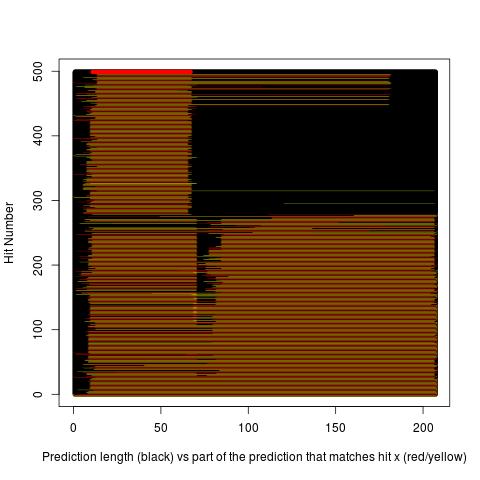 500
400
300
200
100
0
Hit Number
0 50 100 150 200
Prediction length (black) vs part of the prediction that matches hit x (red/yellow)